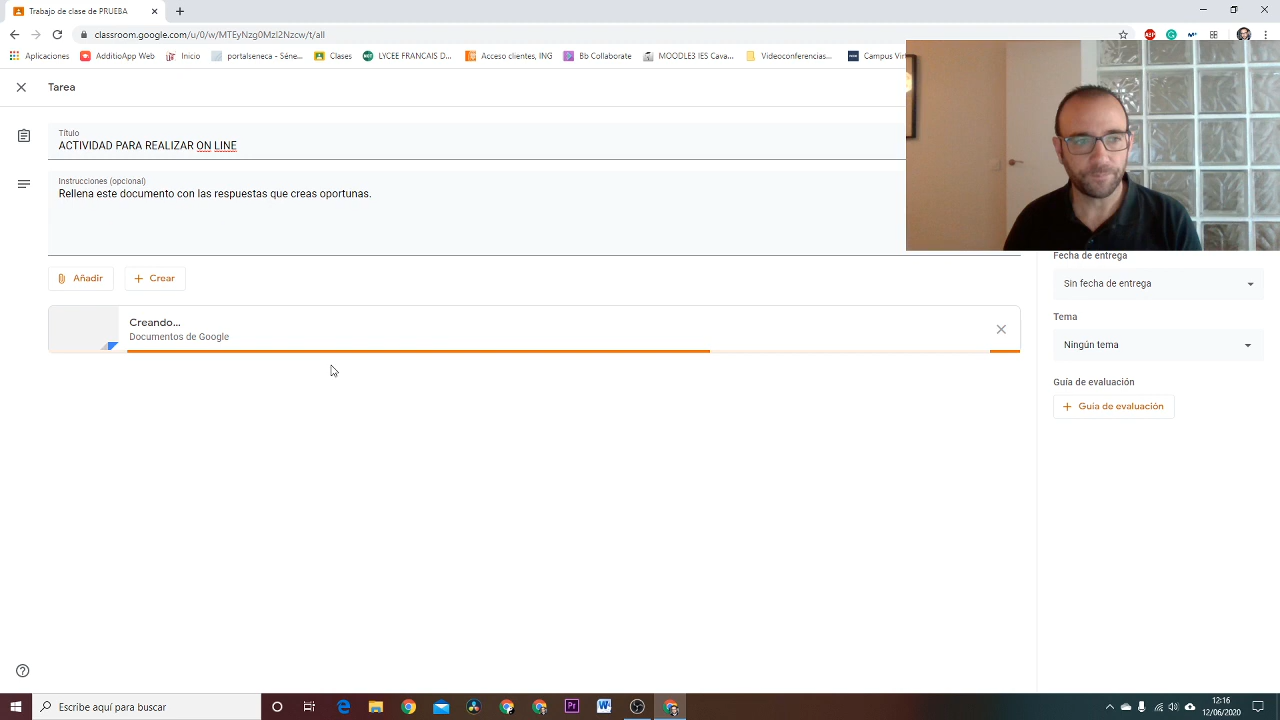 Trabajo de clase de PRUEBA
classroom.google.com/u/0/w/MTEyNzg0MzI2Nzcw/t/all
Aplicaciones
AdditioApp Web
Inicio
portalseneca - Séne...
Clases
LYCEE FRANCAIS D...
Acceso clientes, ING
Bb Collaborate
MOODLE3 IES Cava...
Videoconferencias...
Campus Vir
Tarea
Título
ACTIVIDAD PARA REALIZAR ON LINE
Instrucciones (opcional)
Rellena este documento con las respuestas que creas oportunas.
Añadir
Crear
Creando...
Documentos de Google
Fecha de entrega
Sin fecha de entrega
Tema
Ningún tema
Guía de evaluación
Guía de evaluación
Escribe aquí para buscar
12:16
12/06/2020